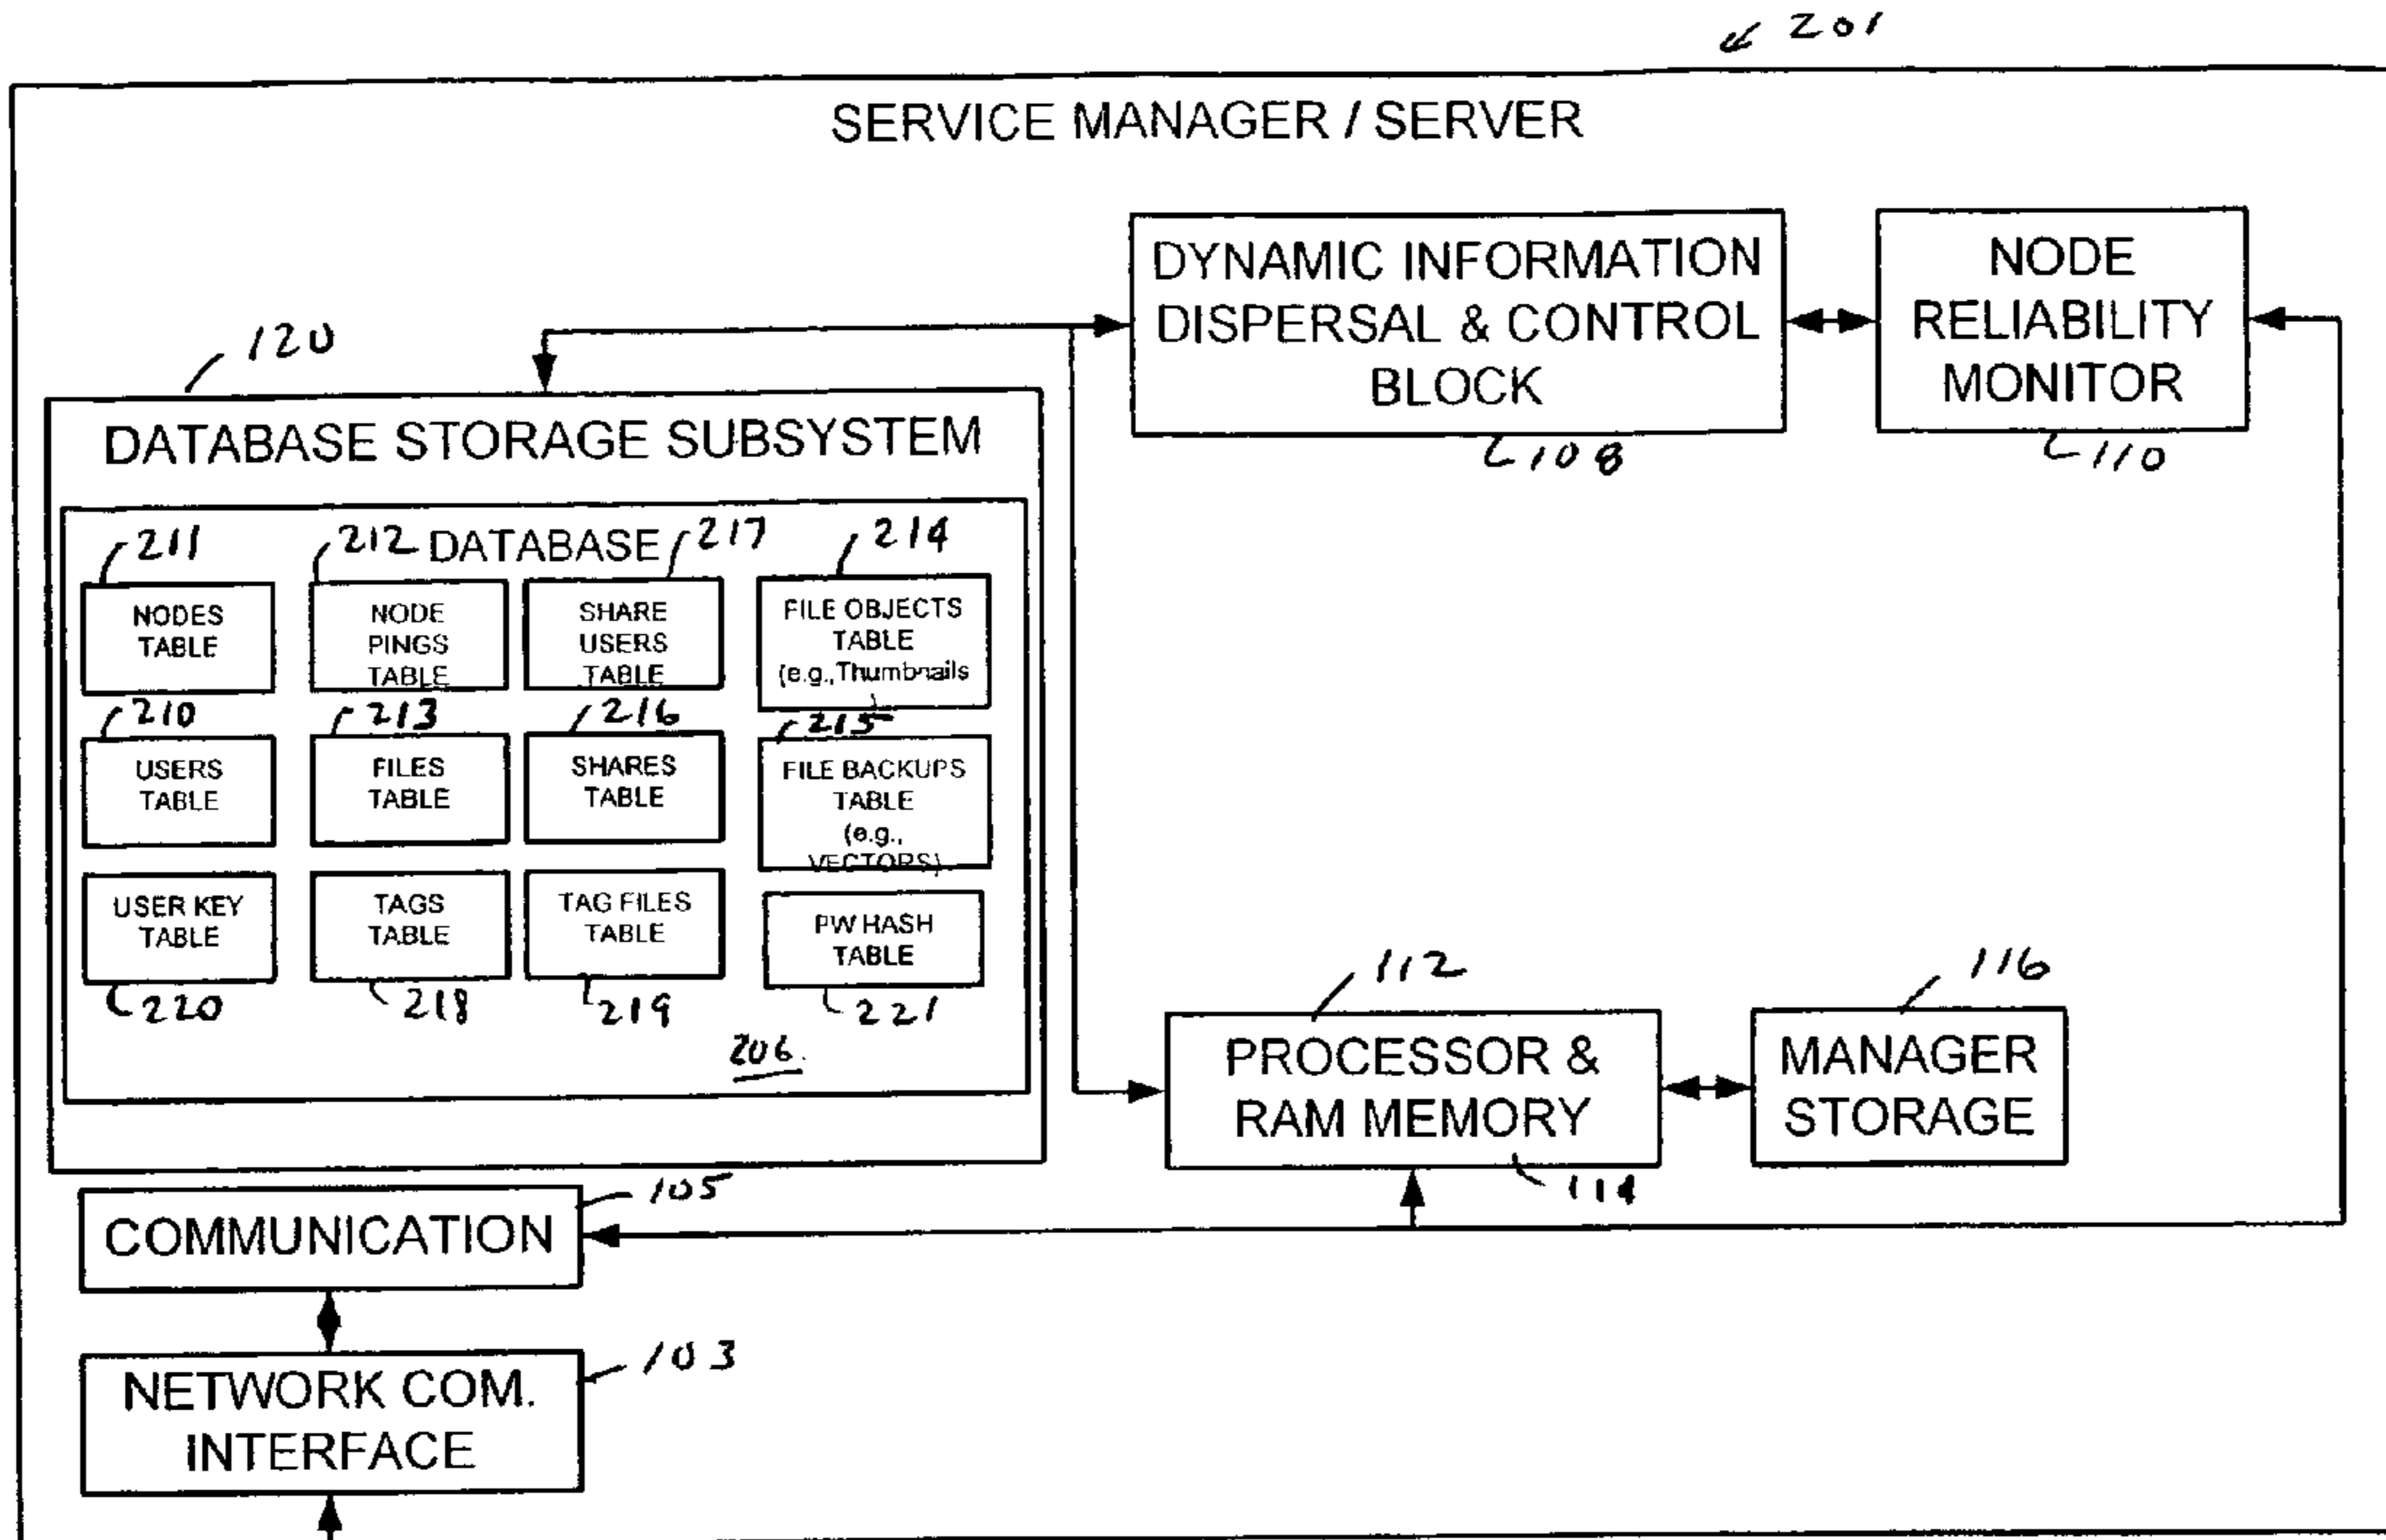 201
SERVICE MANAGER / SERVER
DYNAMIC INFORMATION
DISPERSAL & CONTROL
BLOCK
108
NODE
RELIABILITY
MONITOR
110
120
DATABASE STORAGE SUBSYSTEM
DATABASE
211
NODES
TABLE
212
NODE
PINGS
TABLE
217
SHARE
USERS
TABLE
214
FILE OBJECTS
TABLE
(e.g.,Thumbnails
)
210
USERS
TABLE
213
FILES
TABLE
216
SHARES
TABLE
215
FILE BACKUPS
TABLE
(e.g.,
VECTORS)
USER KEY
TABLE
220
TAGS
TABLE
218
TAG FILES
TABLE
219
PW HASH
TABLE
221
206
112
PROCESSOR &
RAM MEMORY
114
116
MANAGER
STORAGE
105
COMMUNICATION
103
NETWORK COM.
INTERFACE